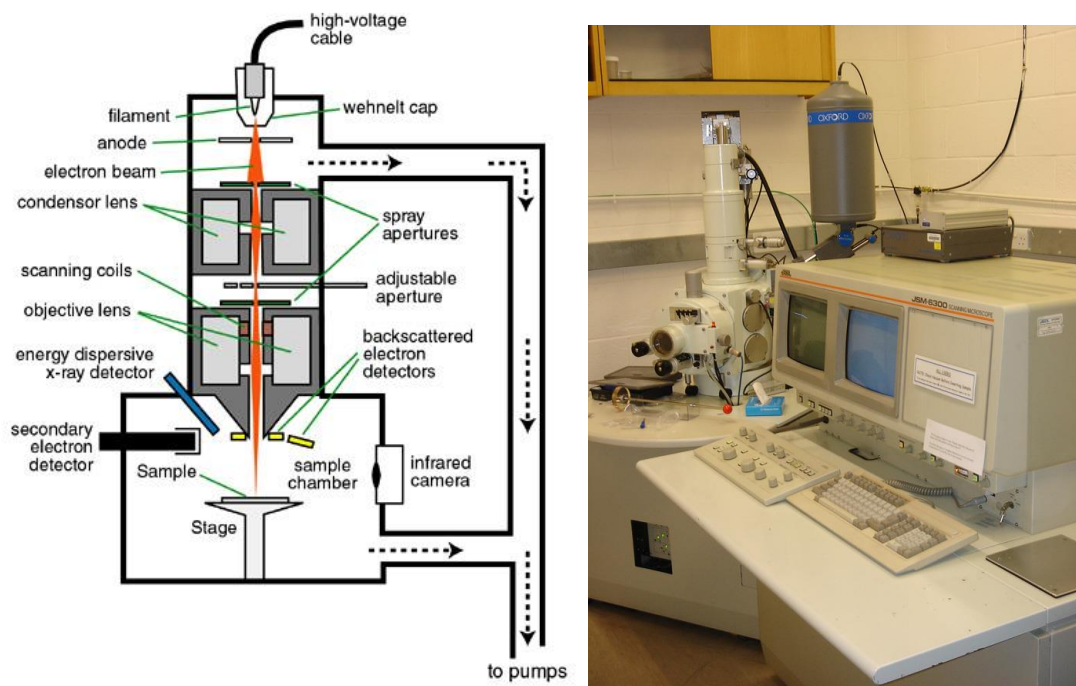 high-voltage
cable
filament
wehnelt cap
anode
electron beam
condensor lens
spray
apertures
scanning coils
adjustable
aperture
objective lens
backscattered
electron
detectors
energy dispersive
x-ray detector
secondary
electron
detector
Sample
sample
chamber
infrared
camera
Stage
to pumps
OXFORD
OXFORD
JSM-6300 SCANNING MICROSCOPE